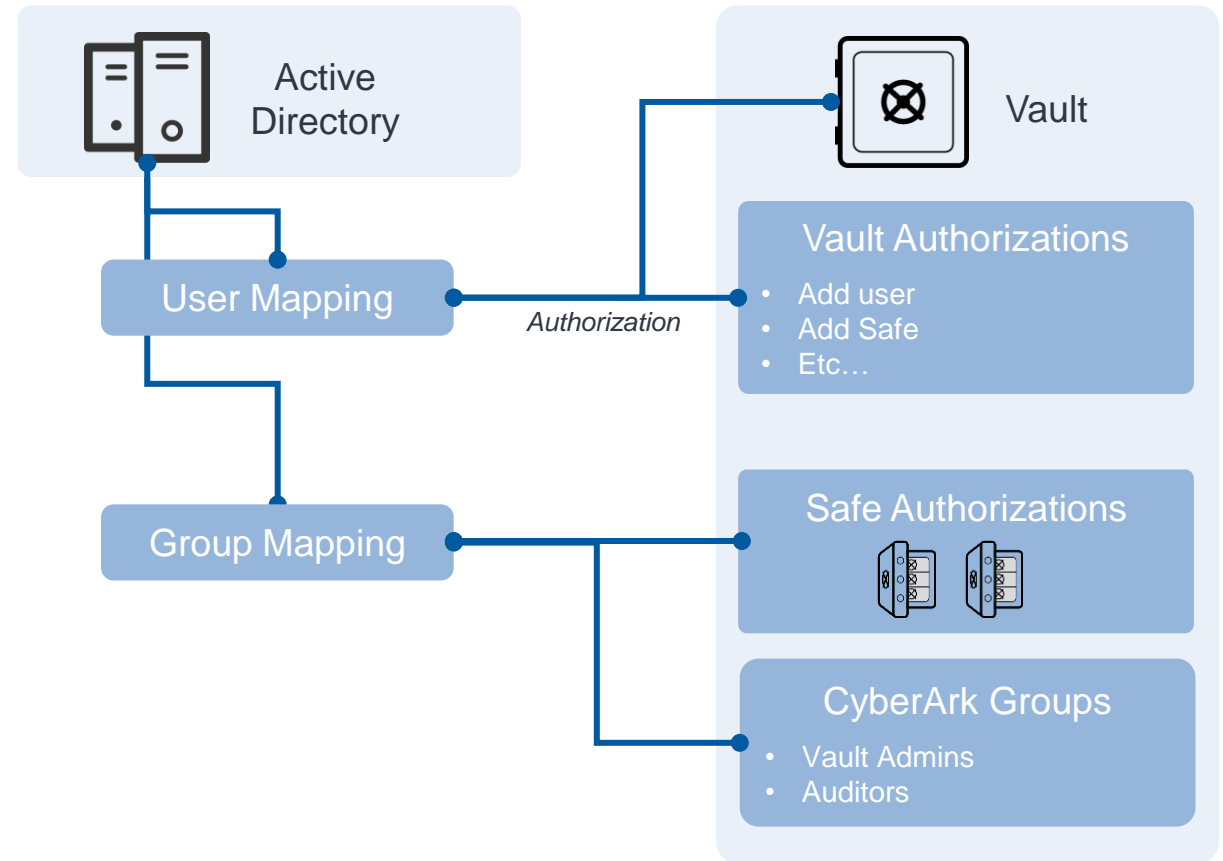 Active
Directory
Vault
User Mapping
Authorization
Vault Authorizations
• Add user
• Add Safe
• Etc…
Group Mapping
Safe Authorizations
CyberArk Groups
• Vault Admins
• Auditors